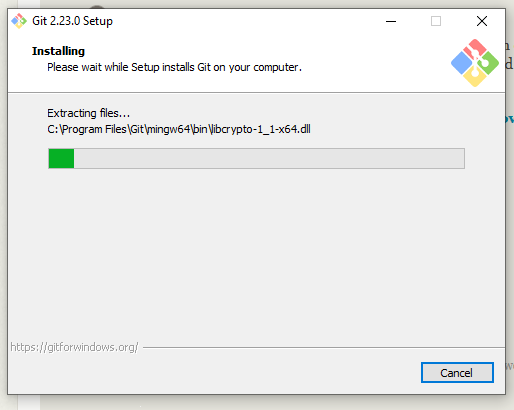 Git 2.23.0 Setup
Installing
Please wait while Setup installs Git on your computer.
Extracting files...
C:\Program Files\Git\mingw64\bin\libcrypto-1_1-x64.dll
https://gitforwindows.org/
Cancel